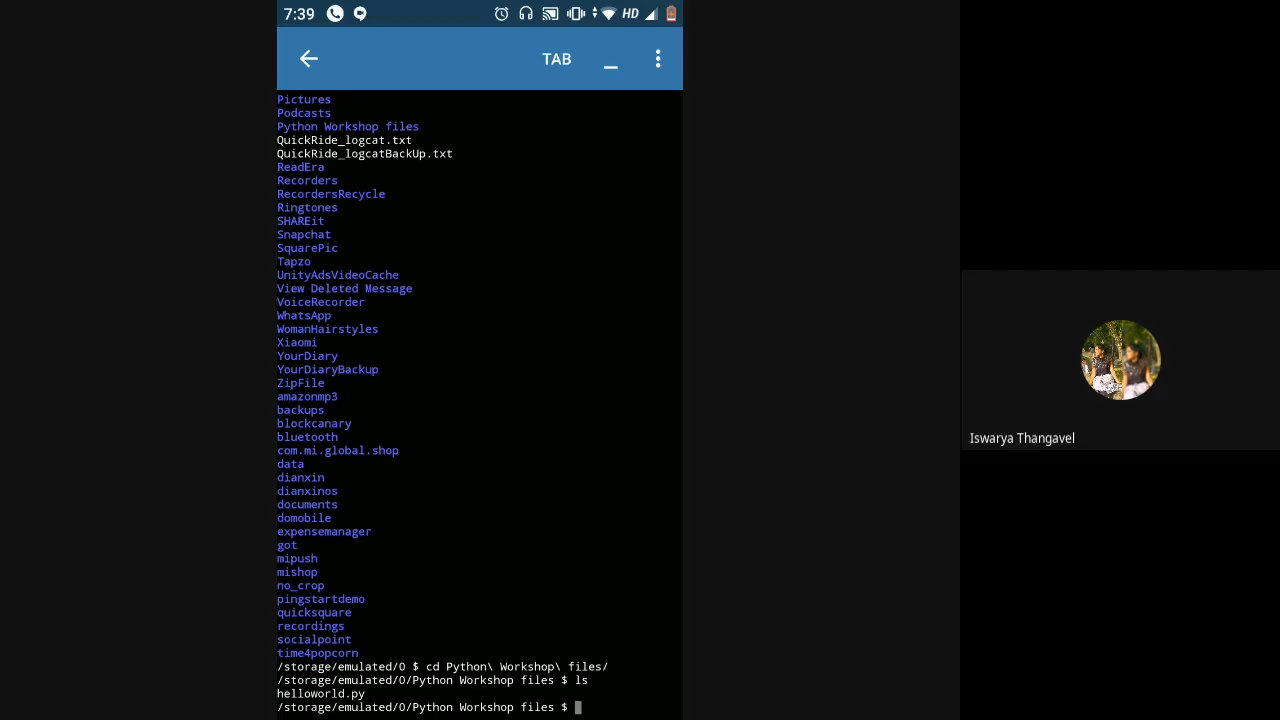 7:39
HD
TAB
Pictures
Podcasts
Python Workshop files
QuickRide_logcat.txt
QuickRide_logcatBackUp.txt
ReadEra
Recorders
RecordersRecycle
Ringtones
SHAREit
Snapchat
SquarePic
Tapzo
UnityAdsVideoCache
View Deleted Message
VoiceRecorder
WhatsApp
WomanHairstyles
Xiaomi
YourDiary
YourDiaryBackup
ZipFile
amazonmp3
backups
blockcanary
bluetooth
com.mi.global.shop
data
dianxin
dianxinos
documents
domobile
expensemanager
got
mipush
mishop
no_crop
pingstartdemo
quicksquare
recordings
socialpoint
time4popcorn
/storage/emulated/0 $ cd Python\ Workshop\ files/
/storage/emulated/0/Python Workshop files $ ls
helloworld.py
/storage/emulated/0/Python Workshop files $
Iswarya Thangavel